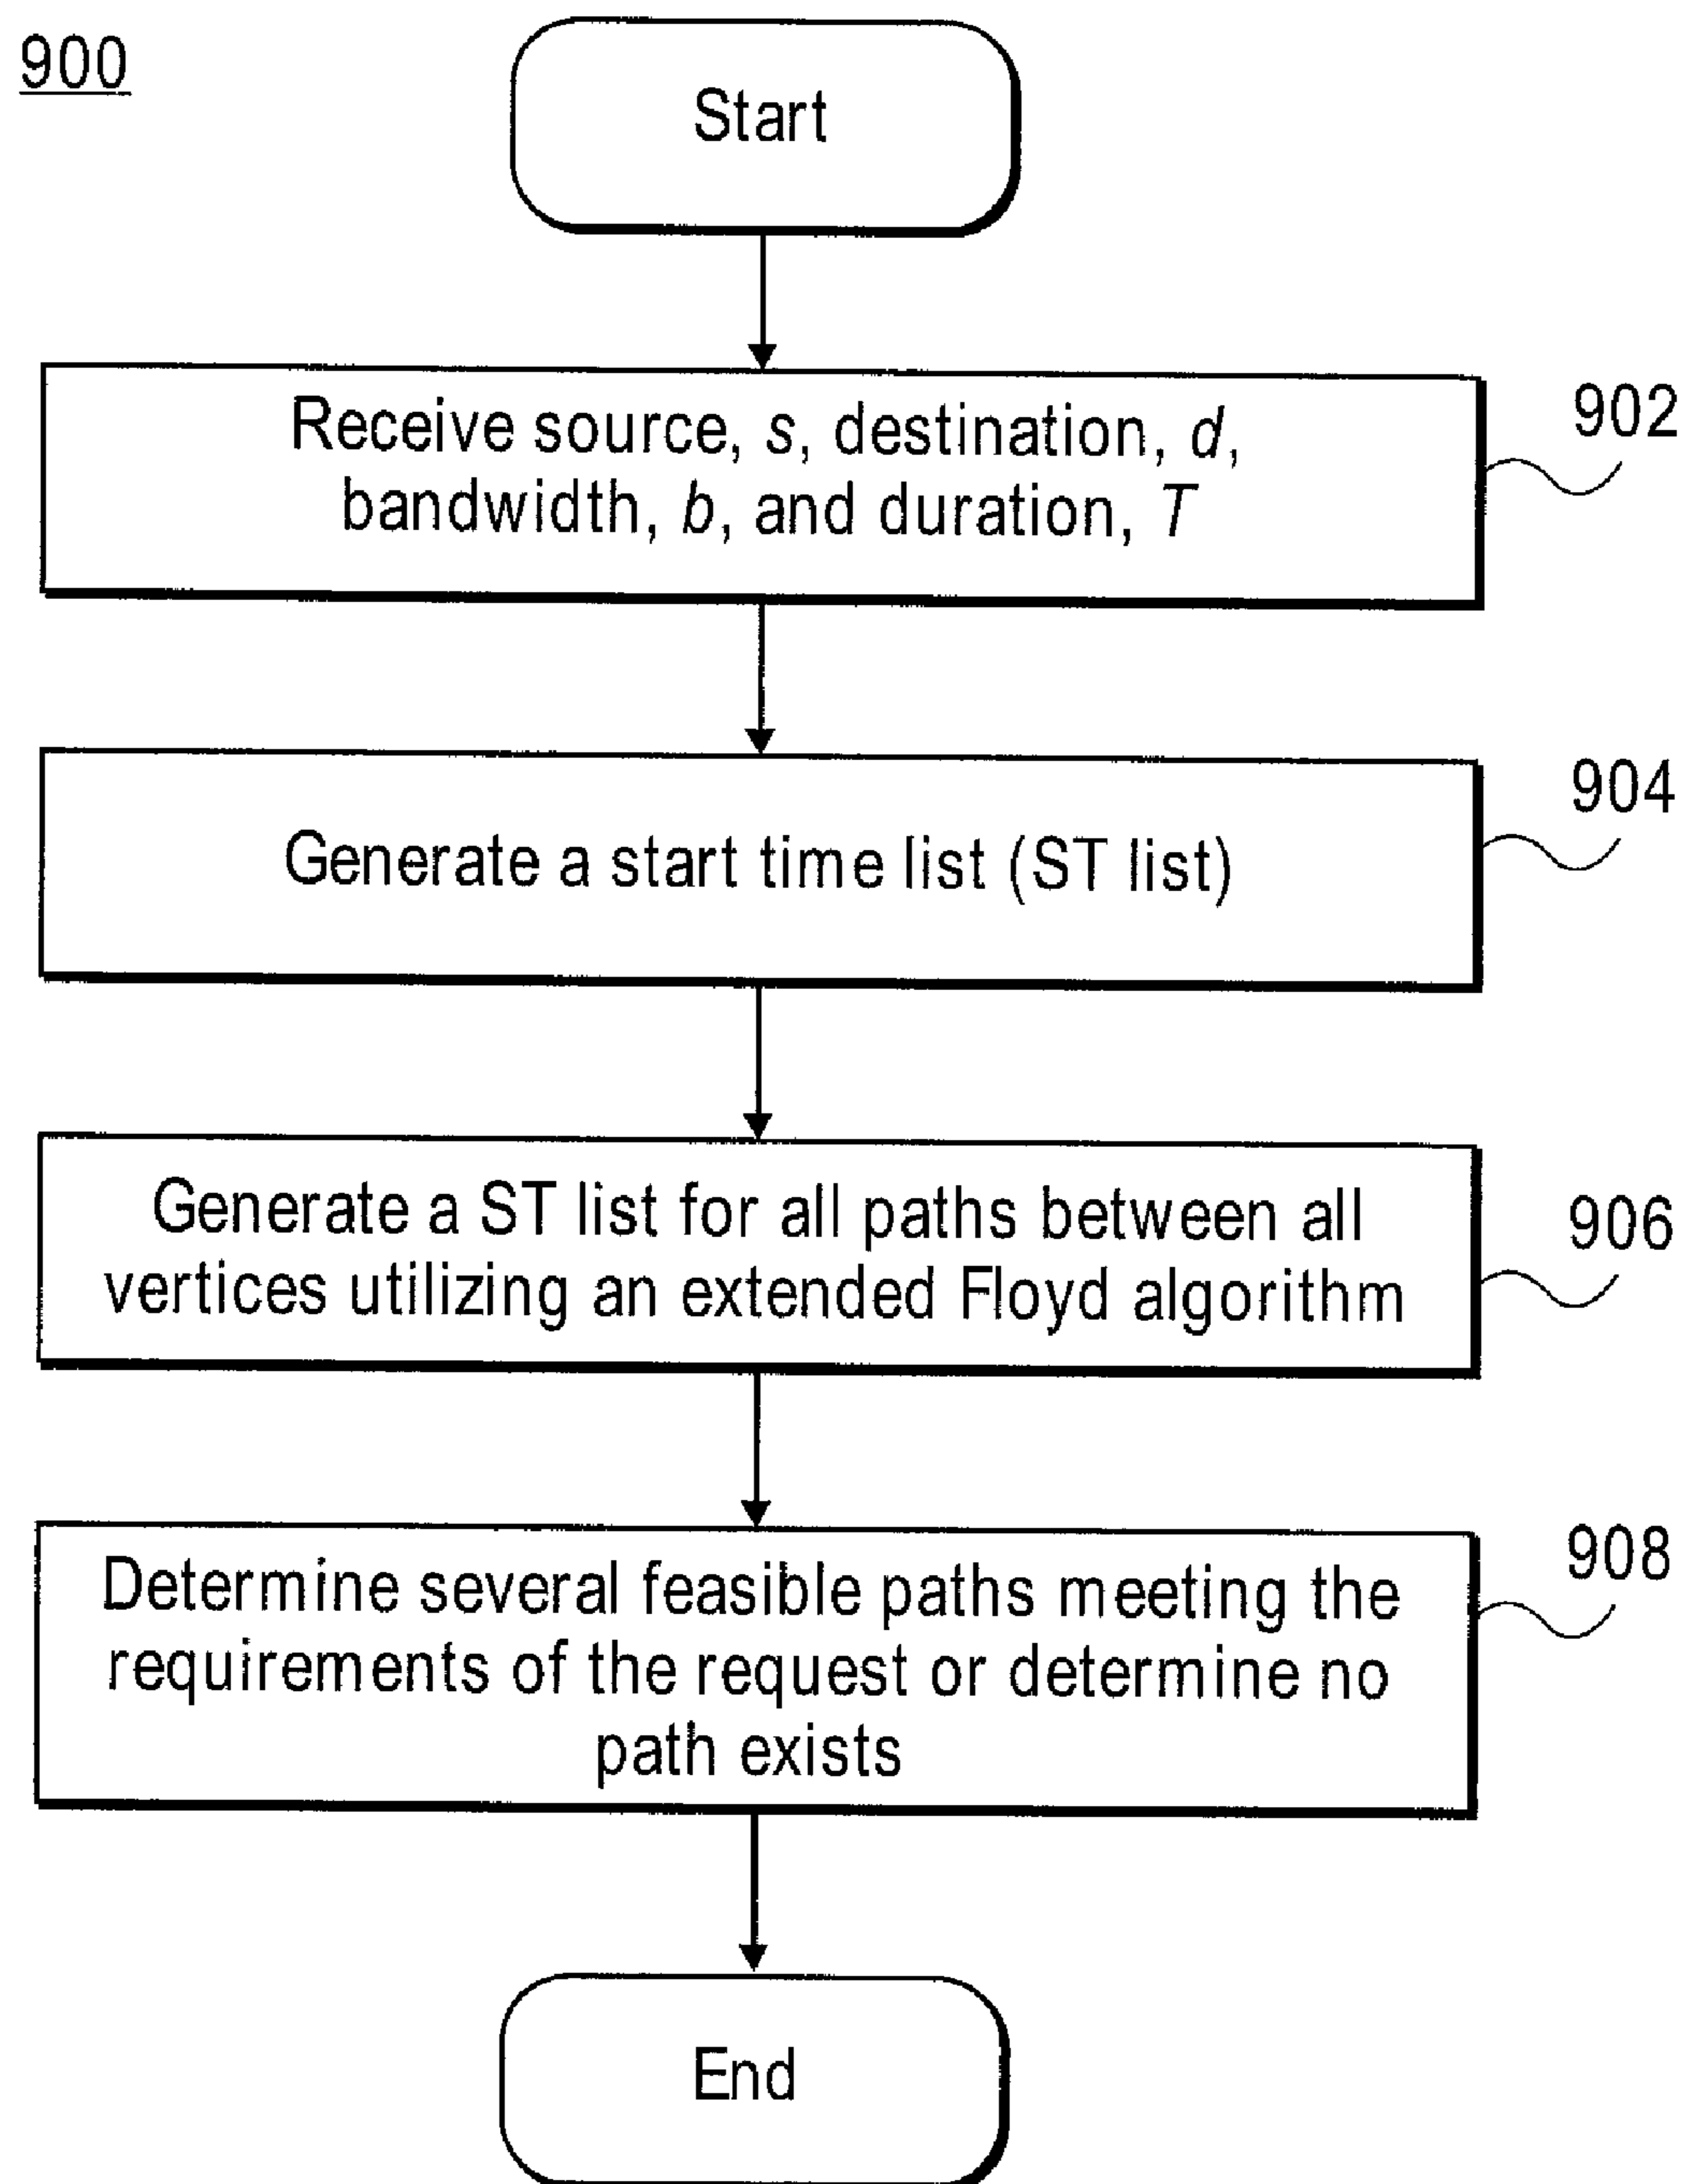 900
Start
Receive source, s, destination, d,
bandwidth, b, and duration, T
902
Generate a start time list (ST list)
904
Generate a ST list for all paths between all
vertices utilizing an extended Floyd algorithm
906
Determine several feasible paths meeting the
requirements of the request or determine no
path exists
908
End